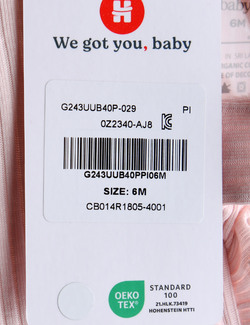 H
We got you, baby
G243UUB40P-029 PI
0Z2340-AJ8
G243UUB40PPI06M
SIZE: 6M
CB014R1805-4001
OEKO
TEX®
STANDARD
100
21.HLK.73419
HOHENSTEIN HTTI
6M